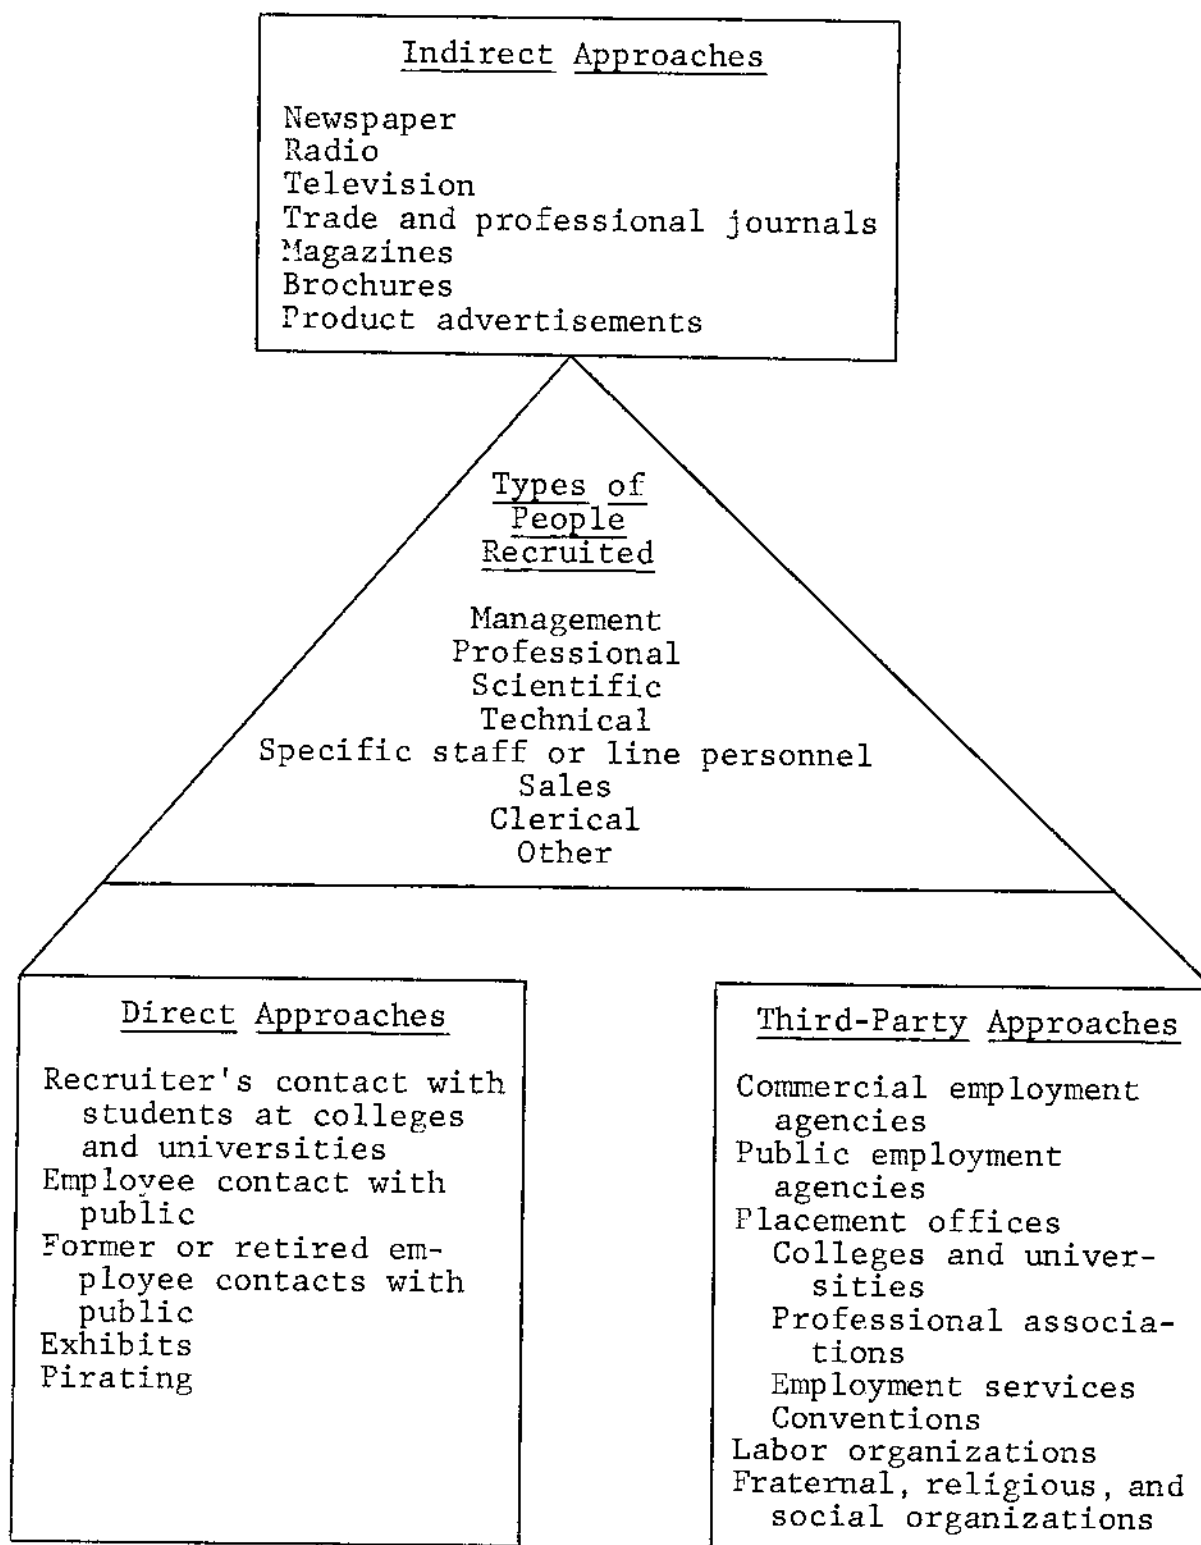 Indirect Approaches
Newspaper
Radio
Television
Trade and professional journals
Magazines
Brochures
Product advertisements
Types of
People
Recruited
Management
Professional
Scientific
Technical
Specific staff or line personnel
Sales
Clerical
Other
Direct Approaches
Recruiter's contact with
students at colleges
and universities
Employee contact with
public
Former or retired em-
ployee contacts with
public
Exhibits
Pirating
Third-Party Approaches
Commercial employment
agencies
Public employment
agencies
Placement offices
Colleges and univer-
sities
Professional associa-
tions
Employment services
Conventions
Labor organizations
Fraternal, religious, and
social organizations